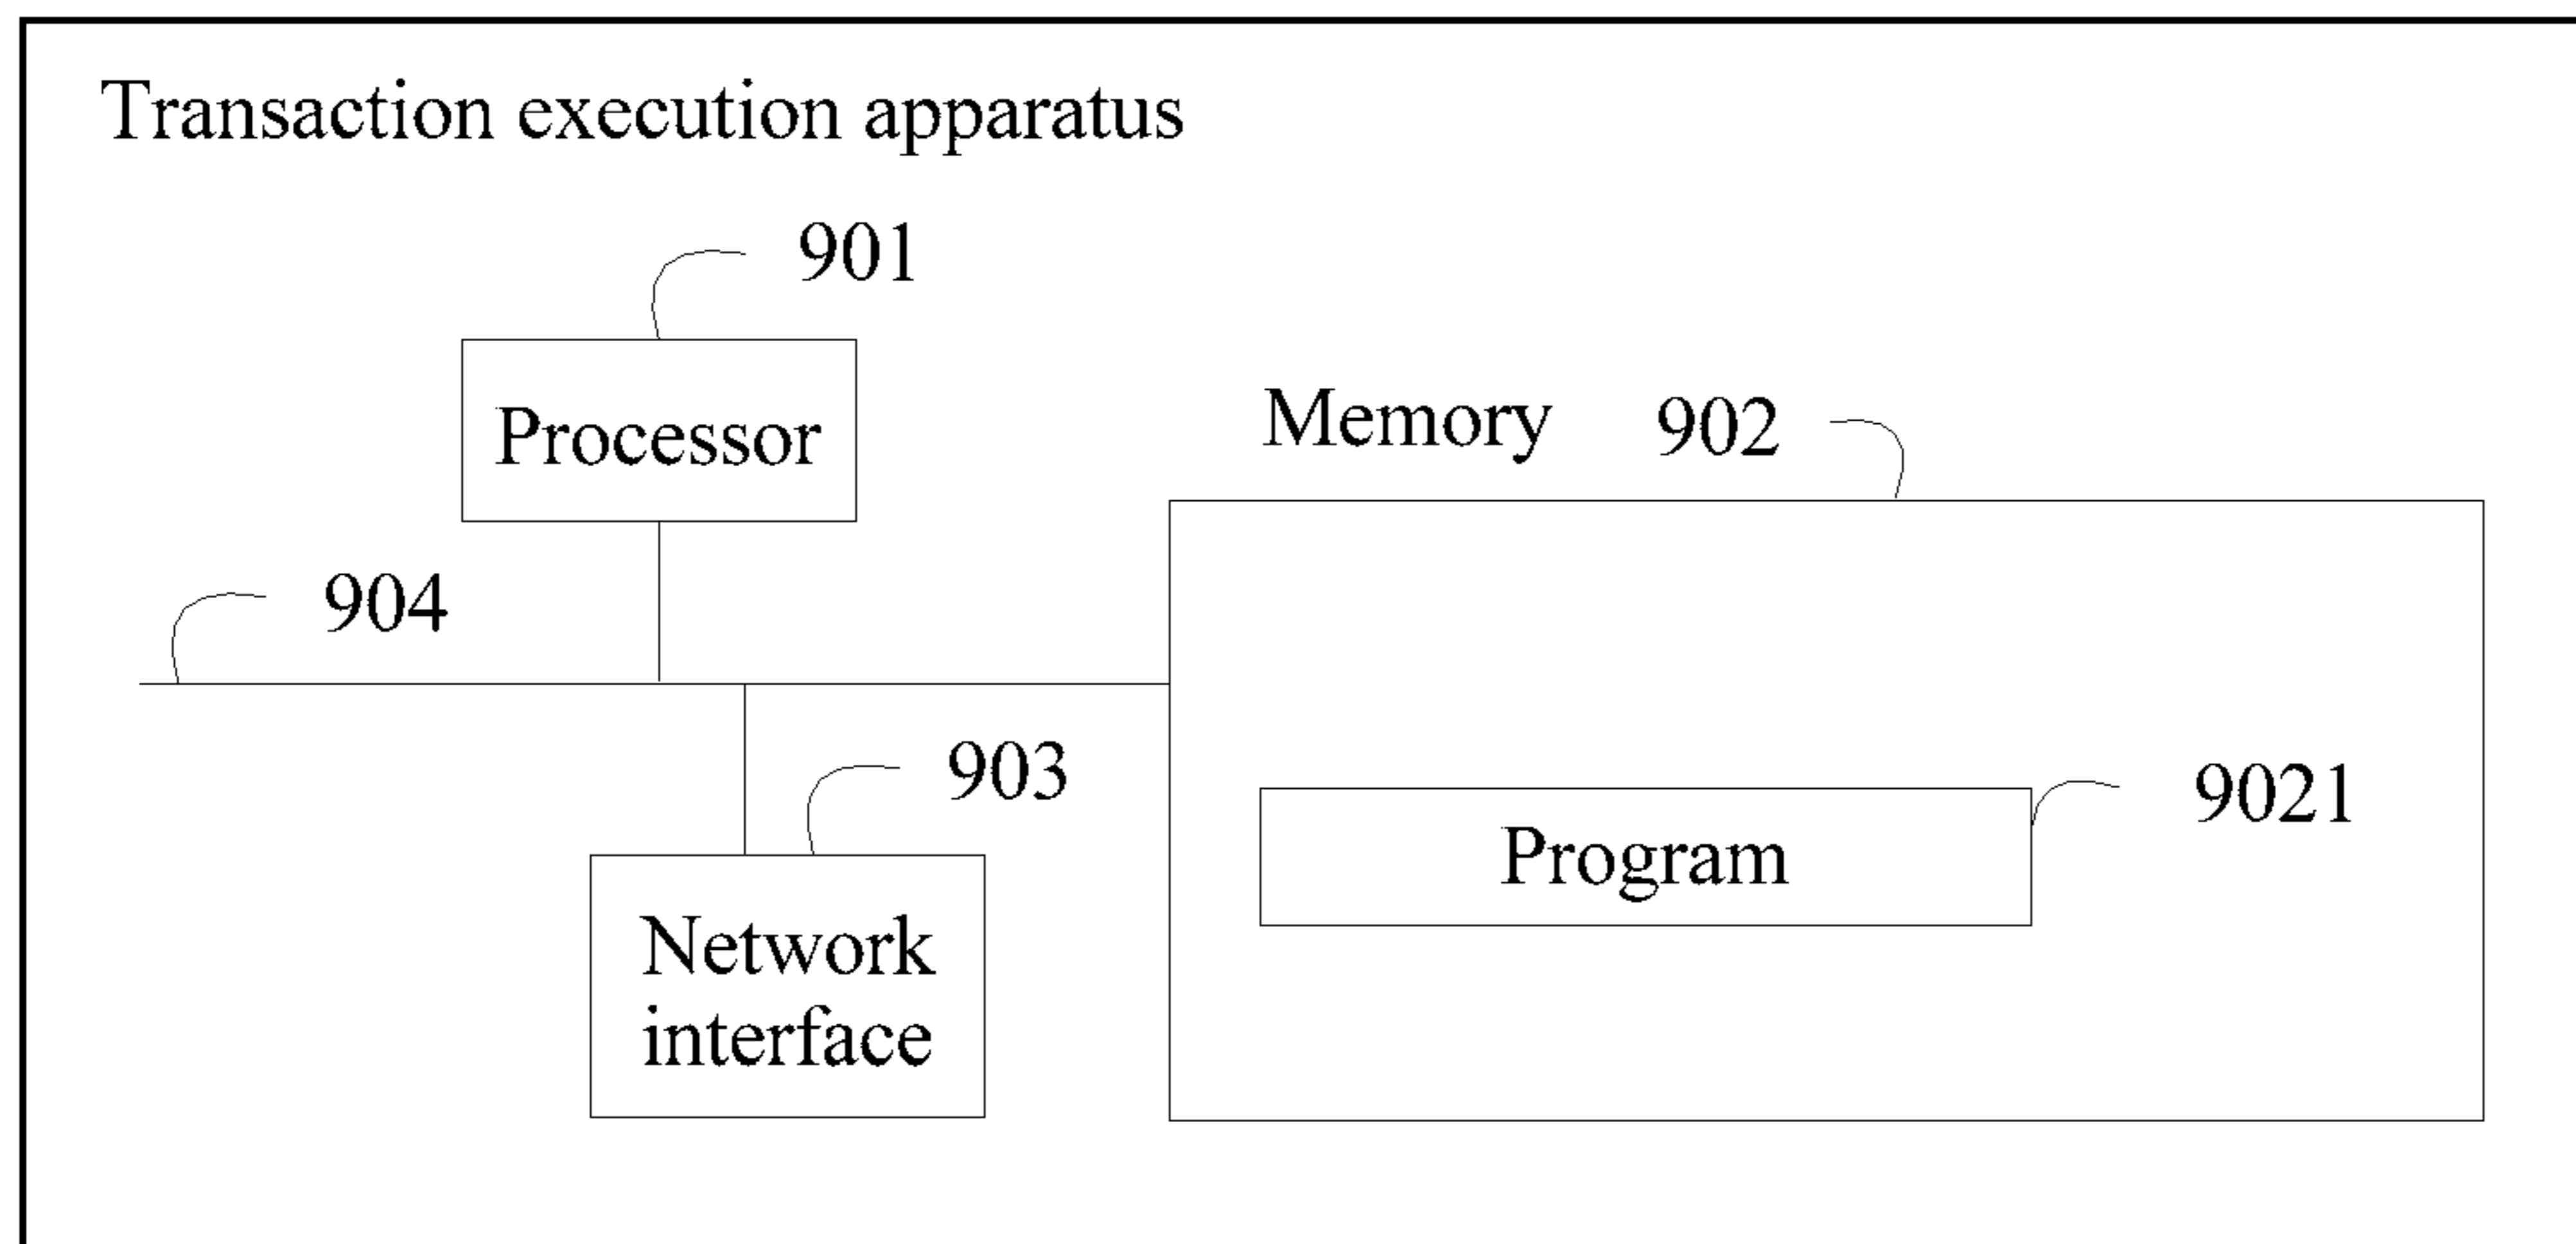 Transaction execution apparatus
901
Processor
Memory 902
904
903
9021
Program
Network
interface